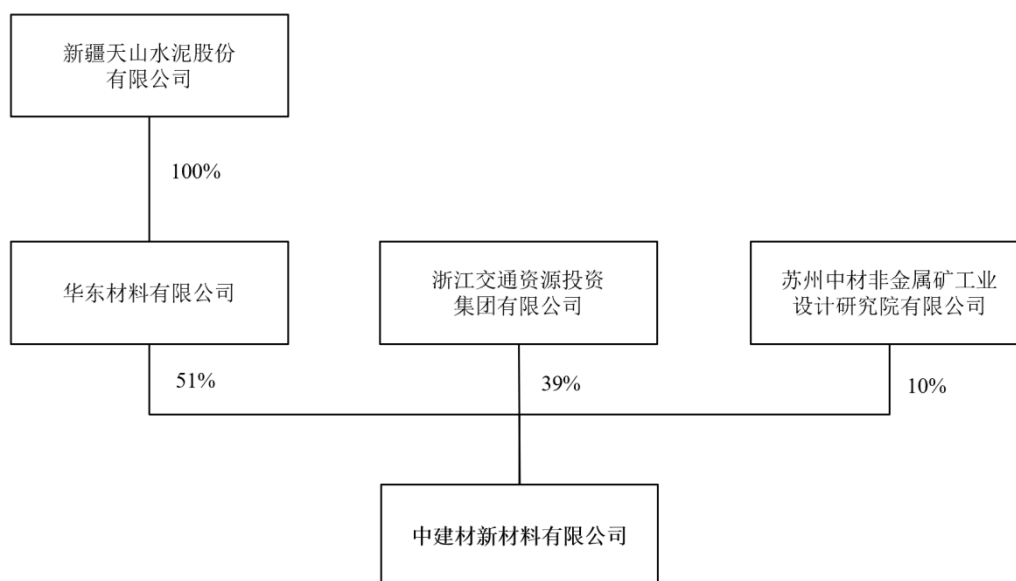 新疆天山水泥股份
有限公司
100%
华东材料有限公司
浙江交通资源投资
集团有限公司
苏州中材非金属矿工业
设计研究院有限公司
51%
39%
10%
中建材新材料有限公司